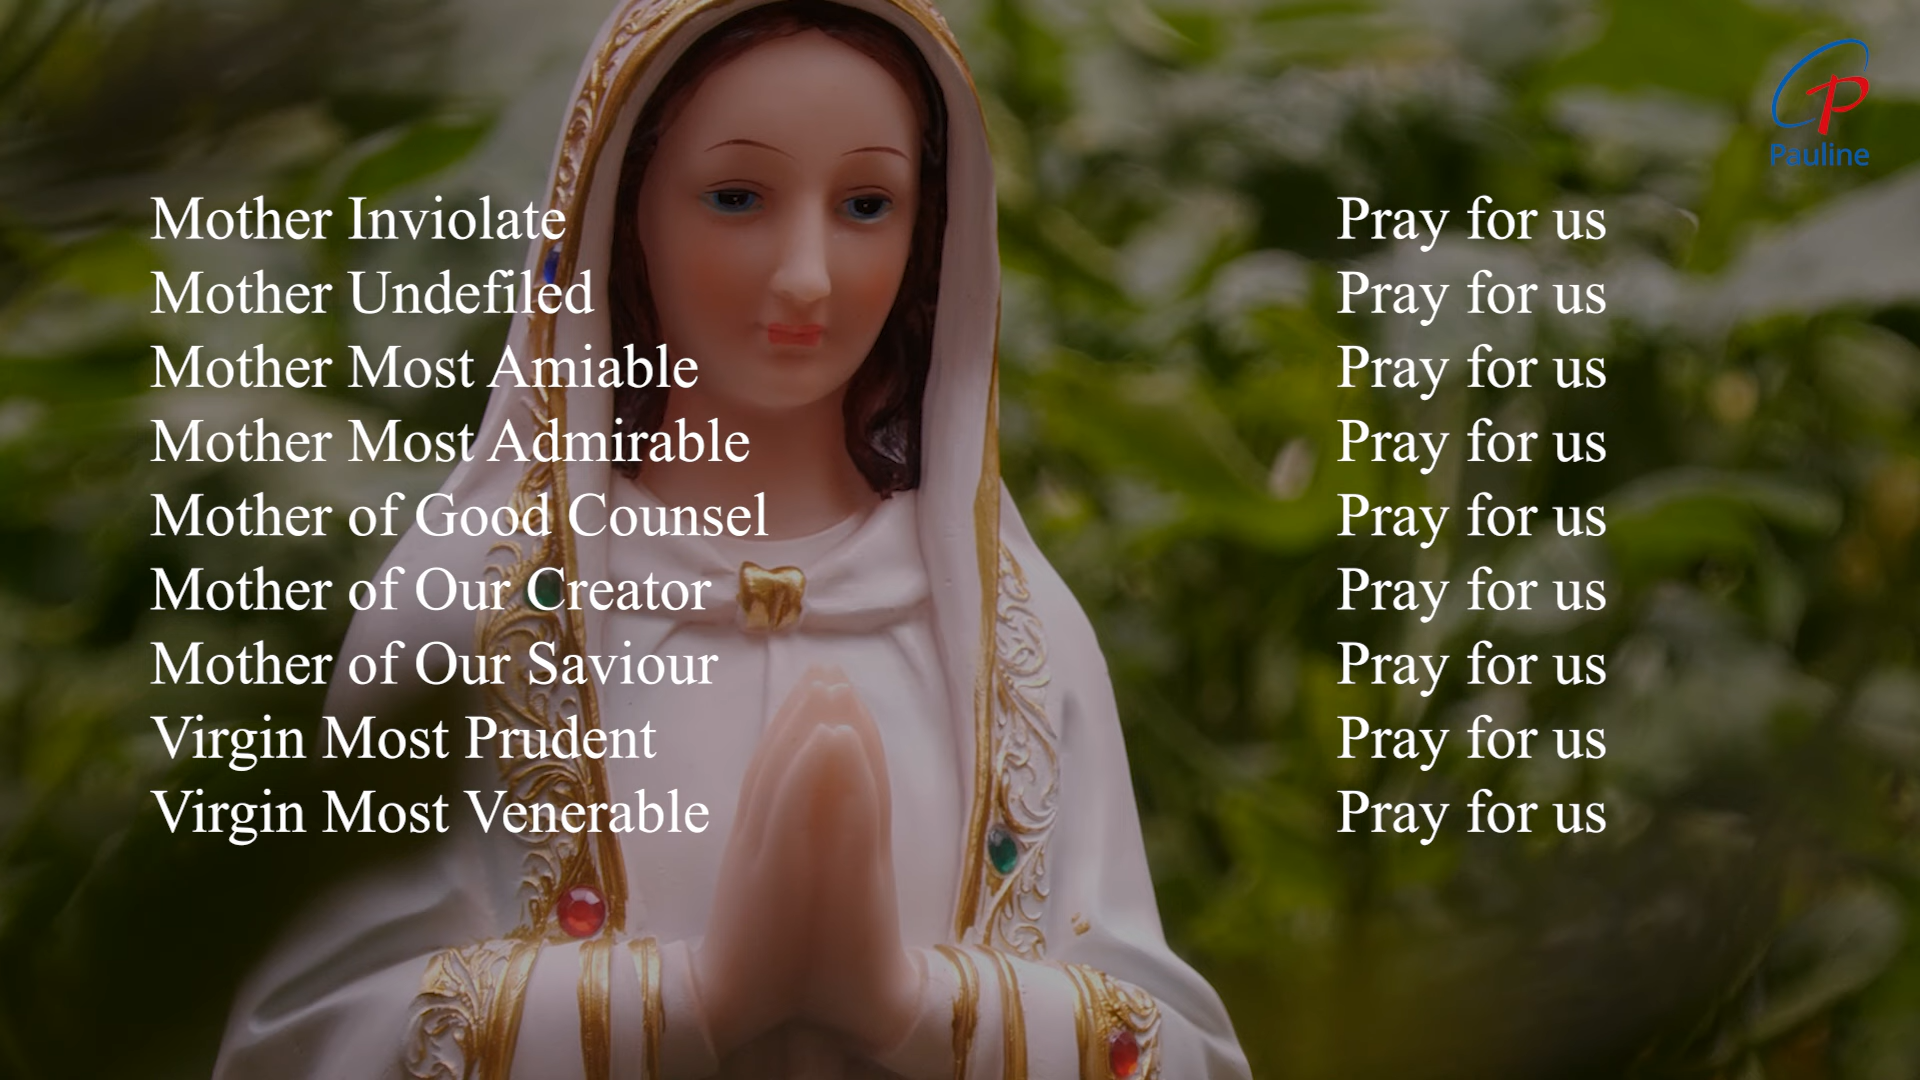 Pauline
Mother Inviolate Pray for us
Mother Undefiled Pray for us
Mother Most Amiable Pray for us
Mother Most Admirable Pray for us
Mother of Good Counsel Pray for us
Mother of Our Creator Pray for us
Mother of Our Saviour Pray for us
Virgin Most Prudent Pray for us
Virgin Most Venerable Pray for us